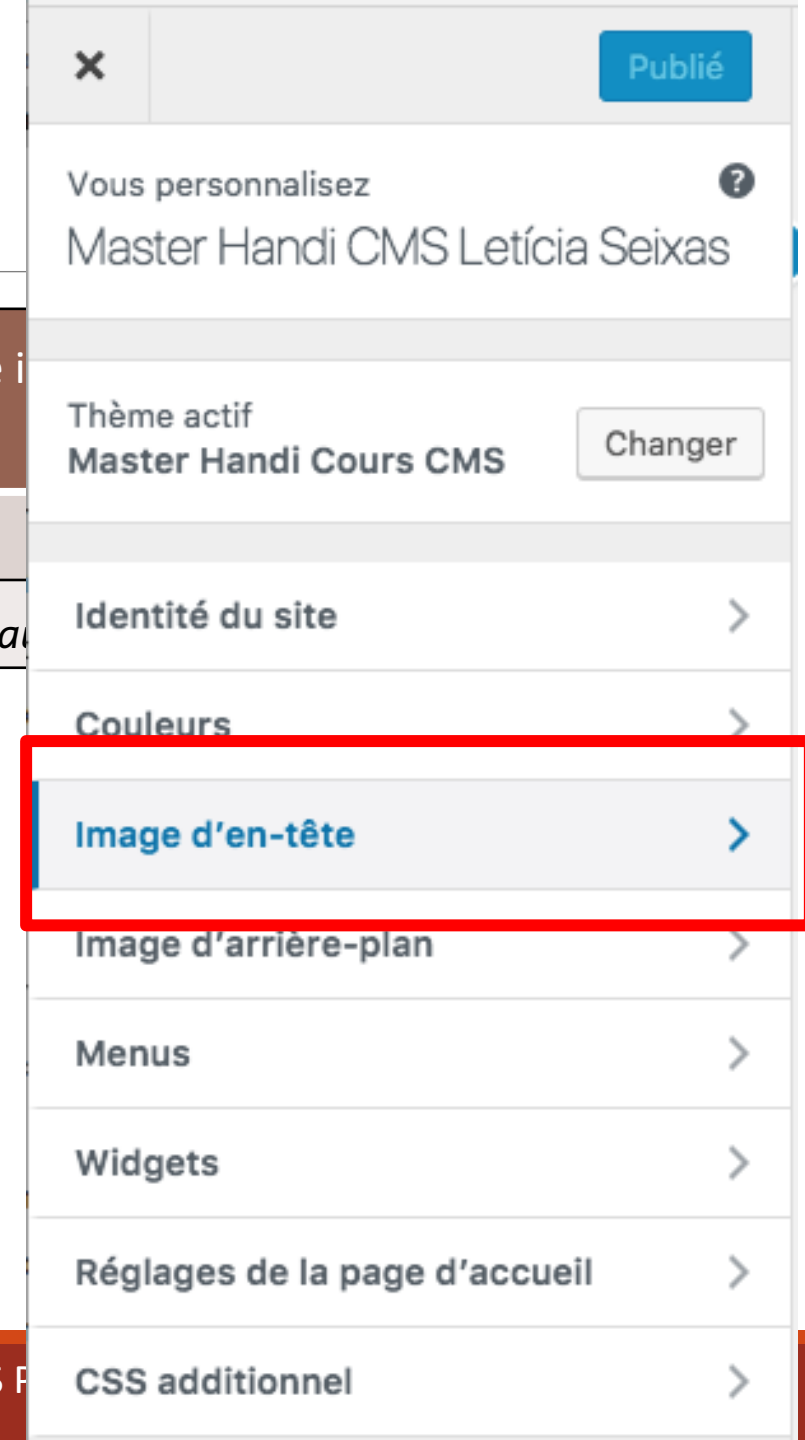 Publié
Vous personnalisez
Master Handi CMS Letícia Seixas
Thème actif
Master Handi Cours CMS
Changer
Identité du site
Couleurs
Image d’en-tête
Image d’arrière-plan
Menus
Widgets
Réglages de la page d’accueil
CSS additionnel